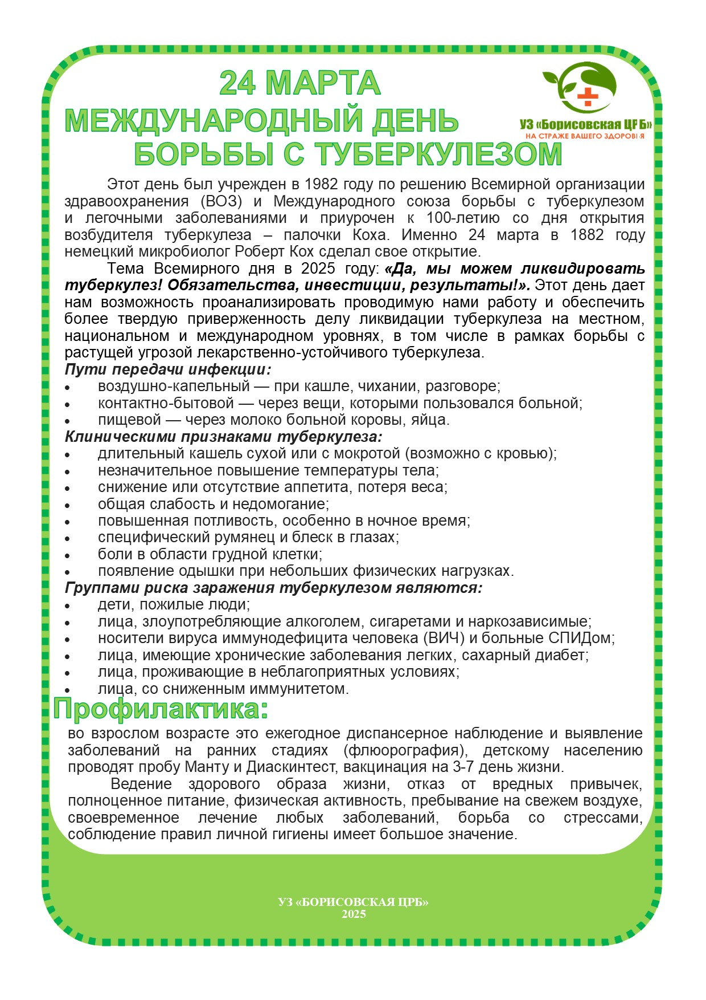 24 МАРТА
МЕЖДУНАРОДНЫЙ ДЕНЬ
БОРЬБЫ С ТУБЕРКУЛЕЗОМ
УЗ «Борисовская ЦРБ»
НА СТРАЖЕ ВАШЕГО ЗДОРОВЬЯ
Этот день был учрежден в 1982 году по решению Всемирной организации
здравоохранения (ВОЗ) и Международного союза борьбы с туберкулезом
и легочными заболеваниями и приурочен к 100-летию со дня открытия
возбудителя туберкулеза – палочки Коха. Именно 24 марта в 1882 году
немецкий микробиолог Роберт Кох сделал свое открытие.
Тема Всемирного дня в 2025 году: «Да, мы можем ликвидировать
туберкулез! Обязательства, инвестиции, результаты!». Этот день дает
нам возможность проанализировать проводимую нами работу и обеспечить
более твердую приверженность делу ликвидации туберкулеза на местном,
национальном и международном уровнях, в том числе в рамках борьбы с
растущей угрозой лекарственно-устойчивого туберкулеза.
Пути передачи инфекции:
• воздушно-капельный — при кашле, чихании, разговоре;
• контактно-бытовой — через вещи, которыми пользовался больной;
• пищевой — через молоко больной коровы, яйца.
Клиническими признаками туберкулеза:
• длительный кашель сухой или с мокротой (возможно с кровью);
• незначительное повышение температуры тела;
• снижение или отсутствие аппетита, потеря веса;
• общая слабость и недомогание;
• повышенная потливость, особенно в ночное время;
• специфический румянец и блеск в глазах;
• боли в области грудной клетки;
• появление одышки при небольших физических нагрузках.
Группами риска заражения туберкулезом являются:
• дети, пожилые люди;
• лица, злоупотребляющие алкоголем, сигаретами и наркозависимые;
• носители вируса иммунодефицита человека (ВИЧ) и больные СПИДом;
• лица, имеющие хронические заболевания легких, сахарный диабет;
• лица, проживающие в неблагоприятных условиях;
• лица, со сниженным иммунитетом.
Профилактика:
во взрослом возрасте это ежегодное диспансерное наблюдение и выявление
заболеваний на ранних стадиях (флюорография), детскому населению
проводят пробу Манту и Диаскинтест, вакцинация на 3-7 день жизни.
Ведение здорового образа жизни, отказ от вредных привычек,
полноценное питание, физическая активность, пребывание на свежем воздухе,
своевременное лечение любых заболеваний, борьба со стрессами,
соблюдение правил личной гигиены имеет большое значение.
УЗ «БОРИСОВСКАЯ ЦРБ»
2025